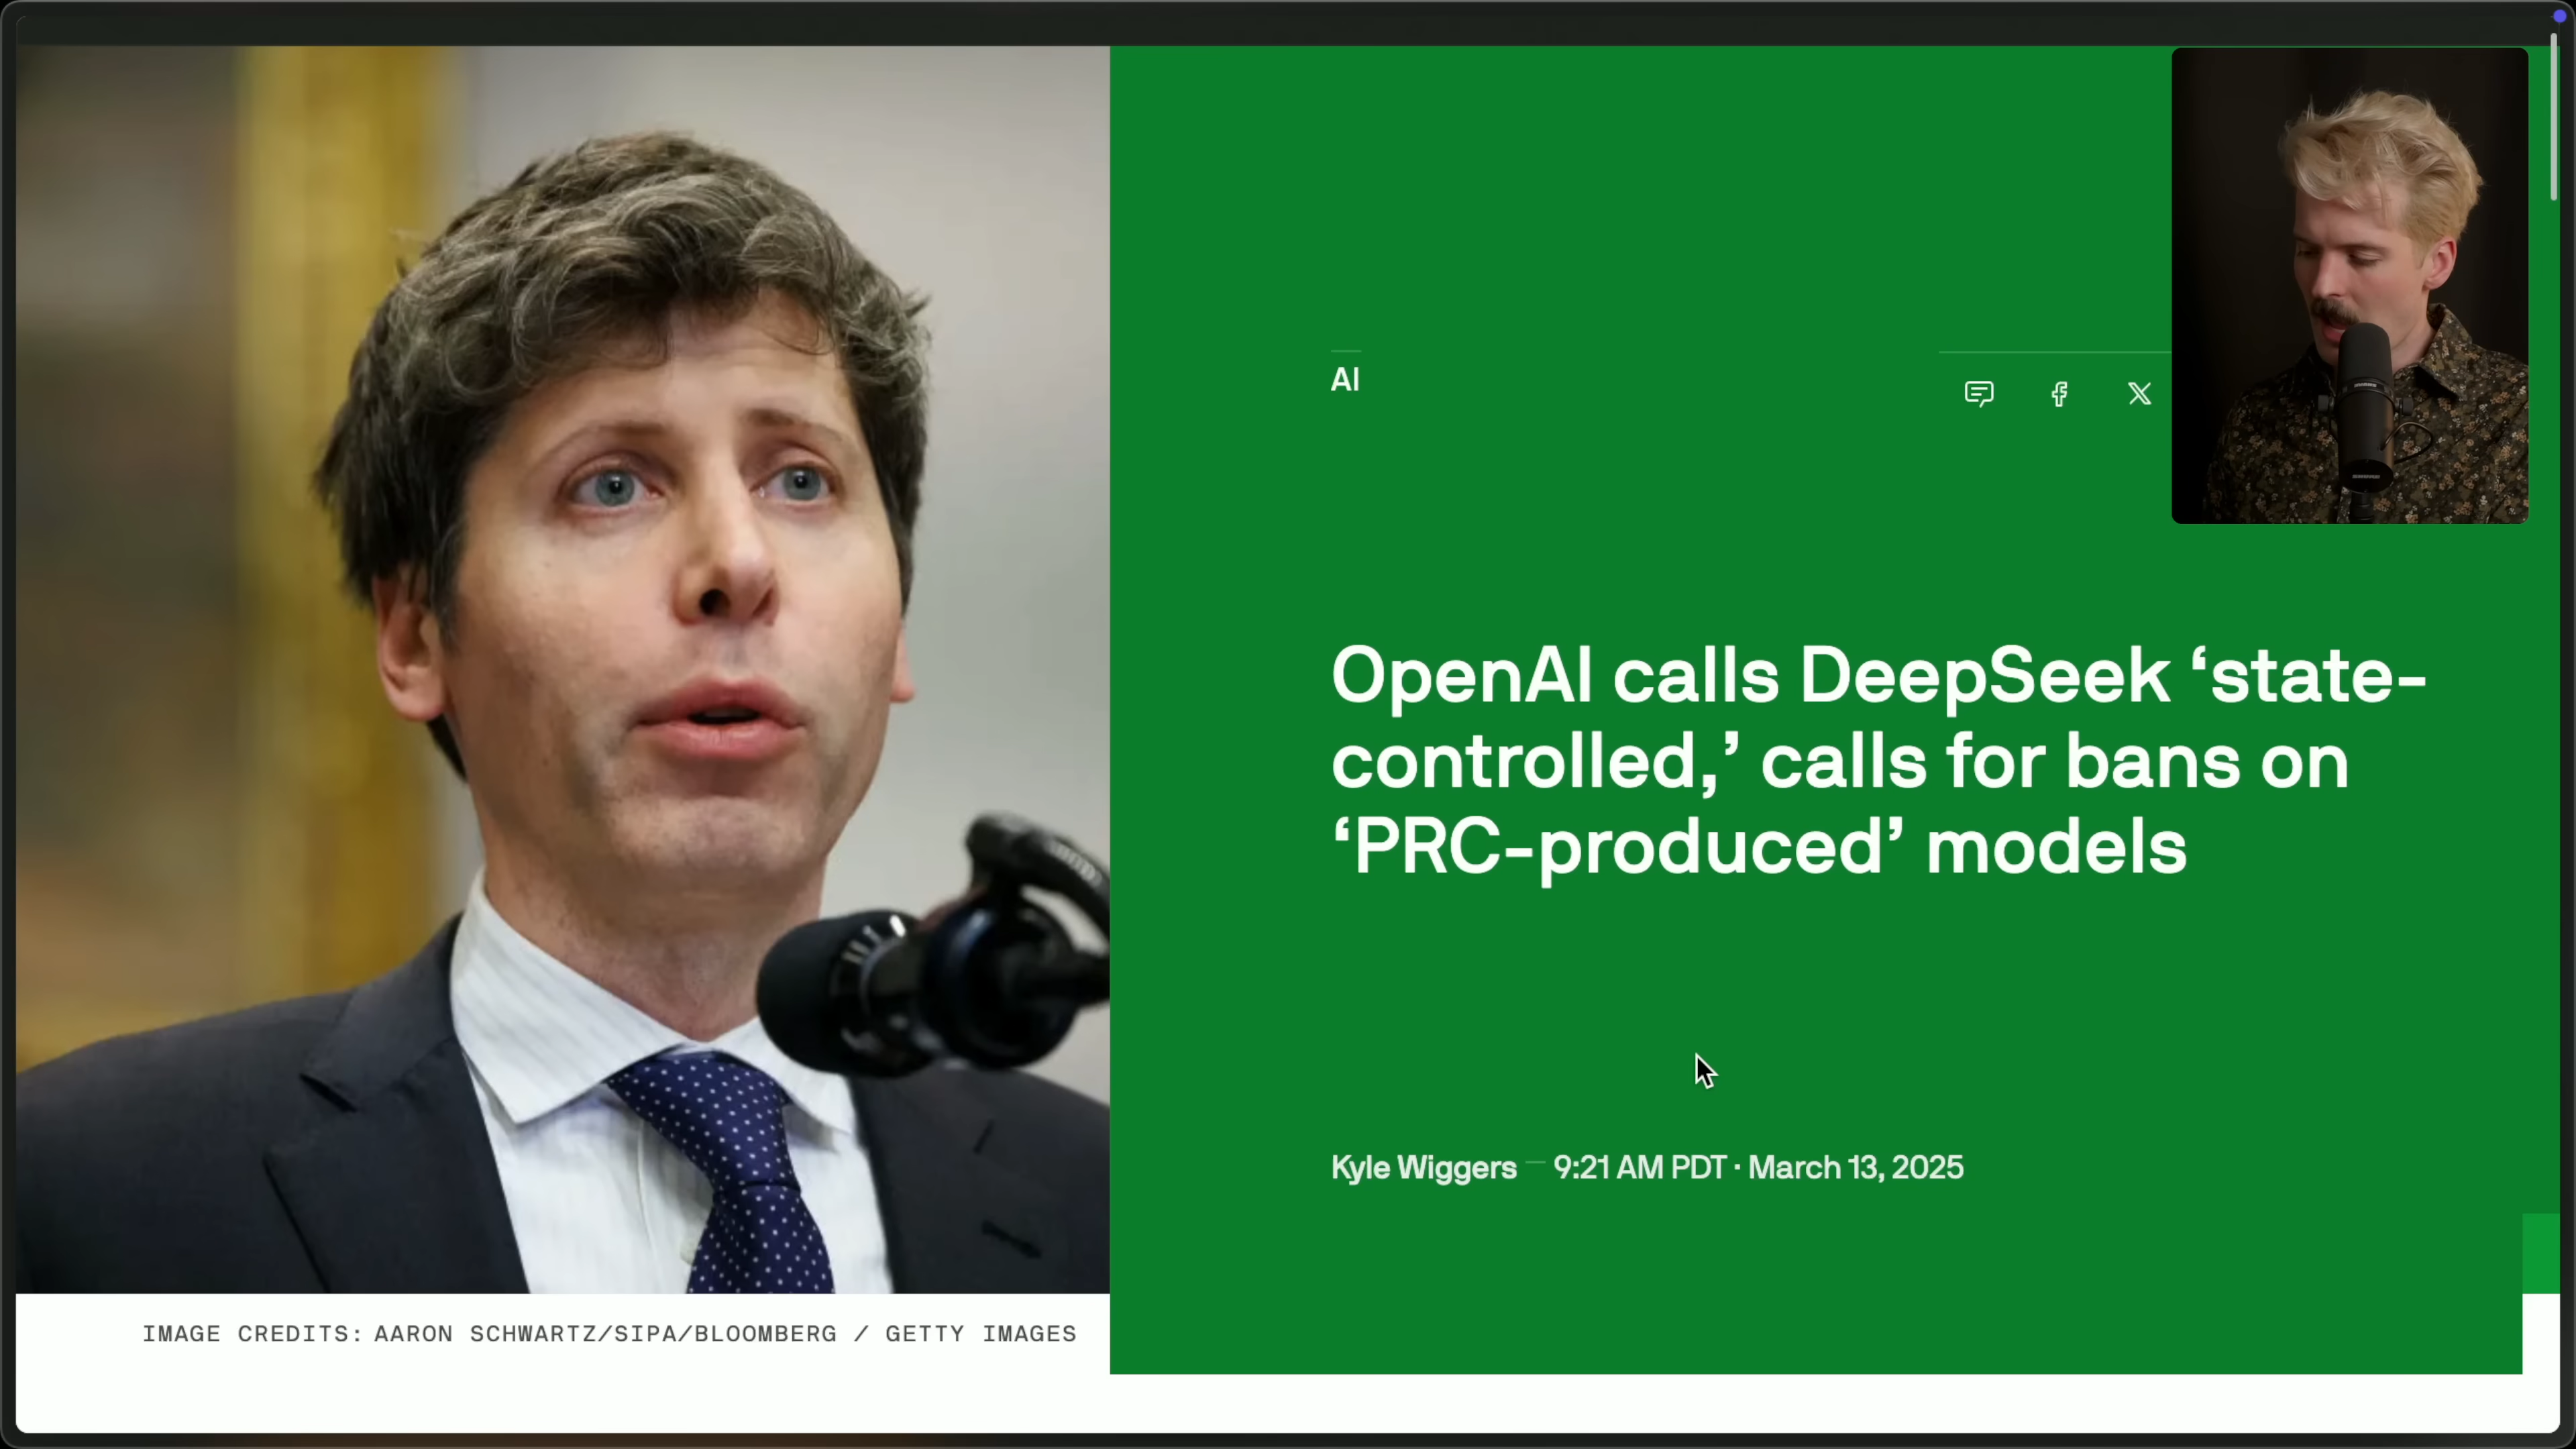 AI
OpenAI calls DeepSeek ‘state-
controlled,’ calls for bans on
‘PRC-produced’ models
Kyle Wiggers — 9:21 AM PDT · March 13, 2025
IMAGE CREDITS: AARON SCHWARTZ/SIPA/BLOOMBERG / GETTY IMAGES